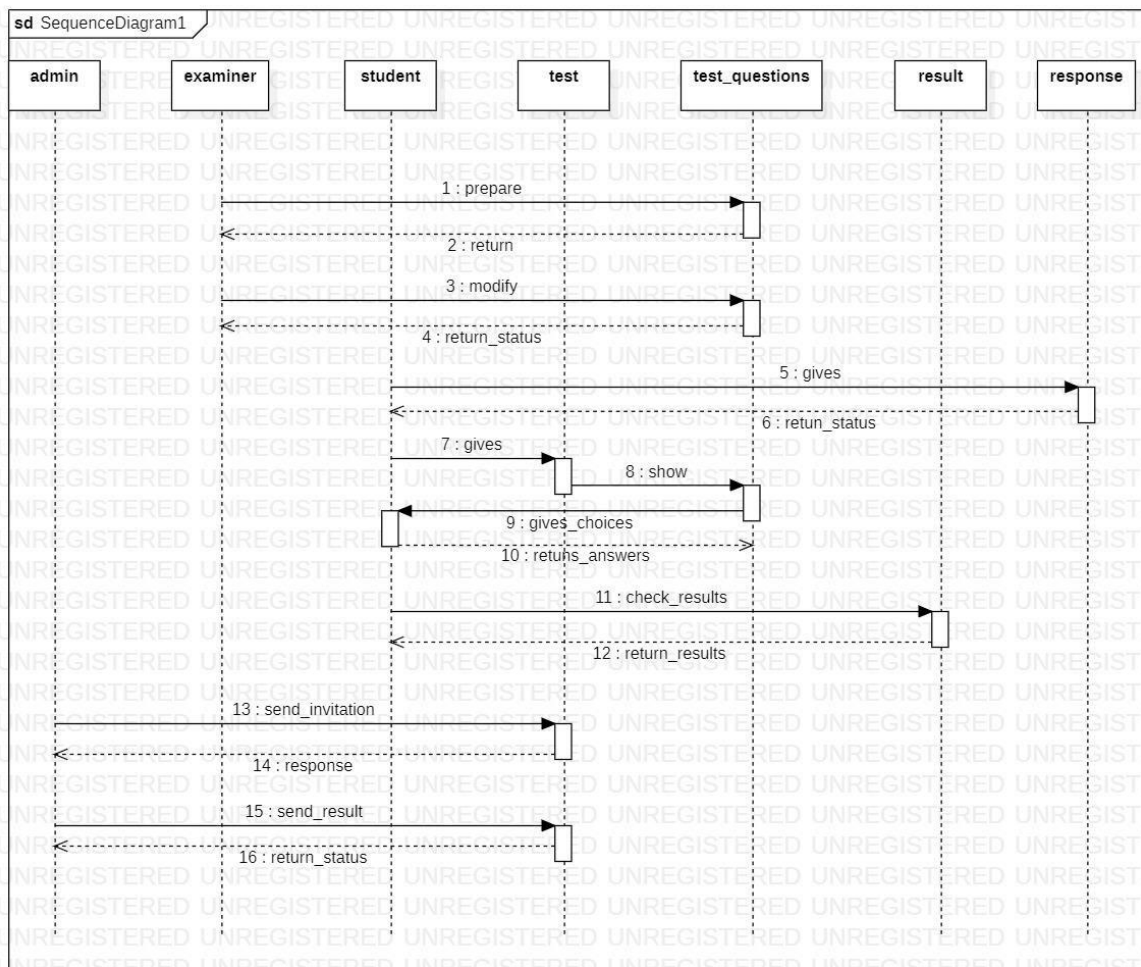 sd SequenceDiagram1
admin examiner student test test_questions result response
1 : prepare
2 : return
3 : modify
4 : return_status
5 : gives
6 : retun_status
7 : gives
8 : show
9 : gives_choices
10 : retuns_answers
11 : check_results
12 : return_results
13 : send_invitation
14 : response
15 : send_result
16 : return_status
UNREGISTERED